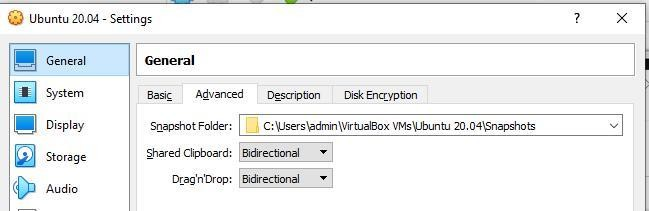 Ubuntu 20.04 - Settings
? ×
General
System
Display
Storage
Audio
General
Basic Advanced Description Disk Encryption
Snapshot Folder: C:\Users\admin\VirtualBox VMs\Ubuntu 20.04\Snapshots
Shared Clipboard: Bidirectional
Drag'n'Drop: Bidirectional